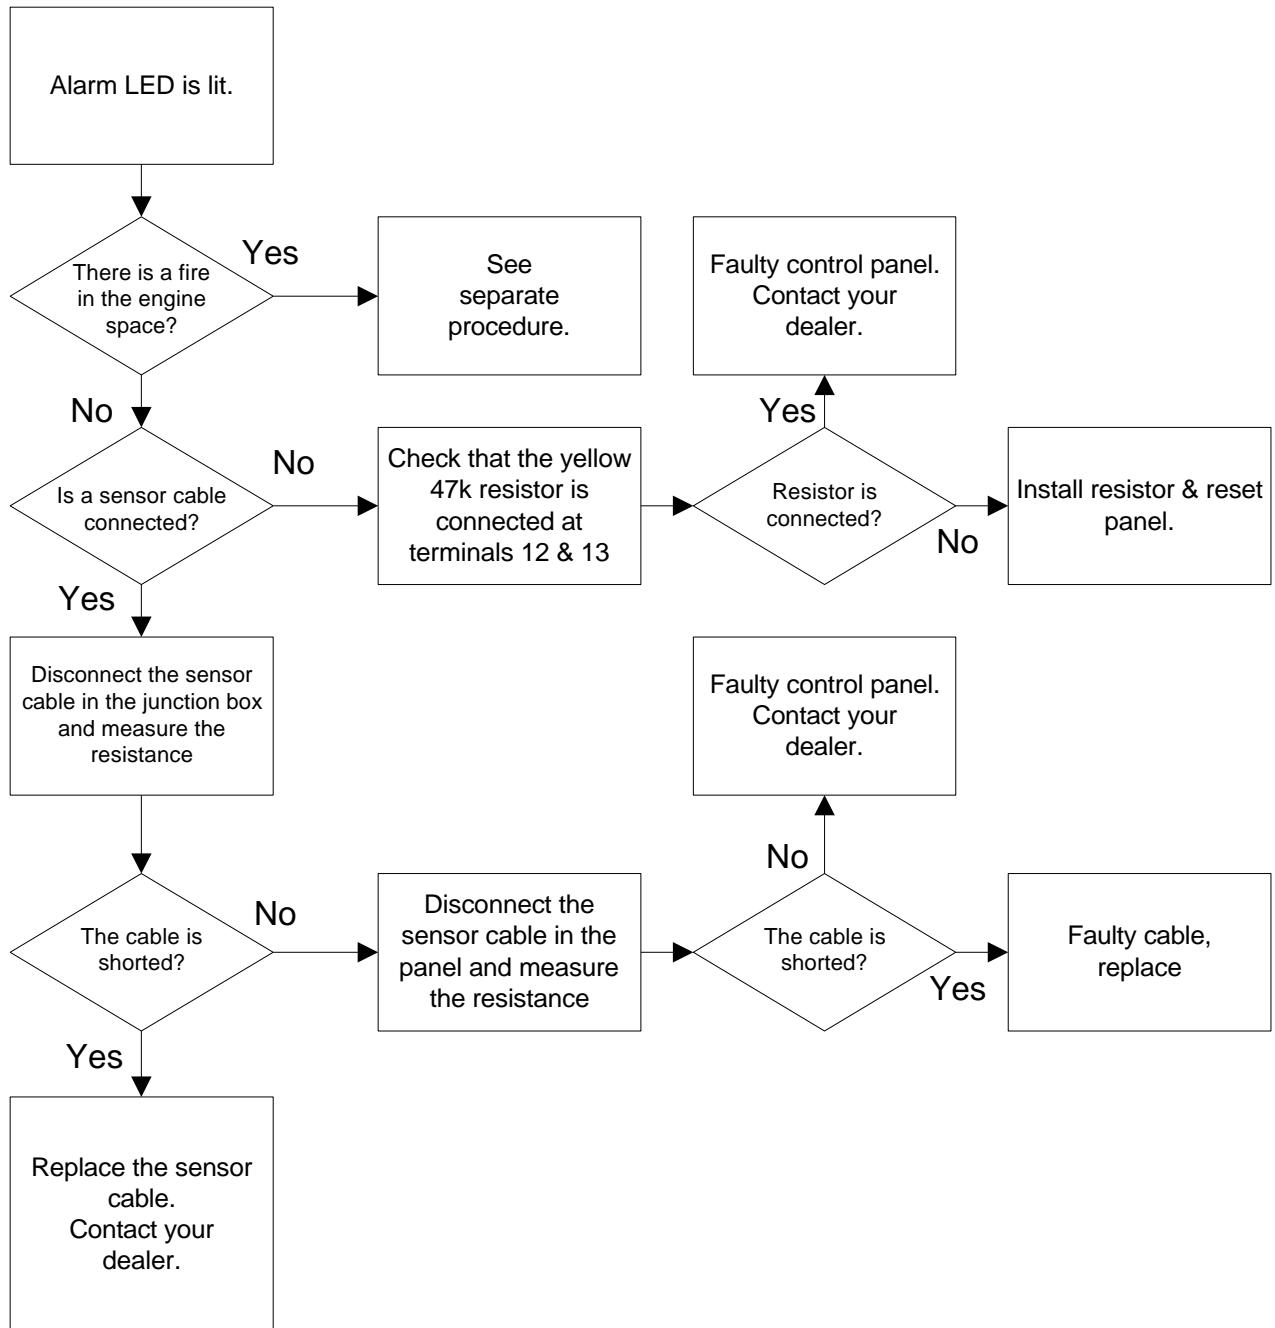 Alarm LED is lit.
There is a fire
in the engine
space?
Yes
See
separate
procedure.
Faulty control panel.
Contact your
dealer.
No
Yes
Is a sensor cable
connected?
No
Check that the yellow
47k resistor is
connected at
terminals 12 & 13
Resistor is
connected?
No
Install resistor & reset
panel.
Yes
Disconnect the sensor
cable in the junction box
and measure the
resistance
Faulty control panel.
Contact your
dealer.
No
The cable is
shorted?
No
Disconnect the
sensor cable in the
panel and measure
the resistance
The cable is
shorted?
Yes
Faulty cable,
replace
Yes
Replace the sensor
cable.
Contact your
dealer.